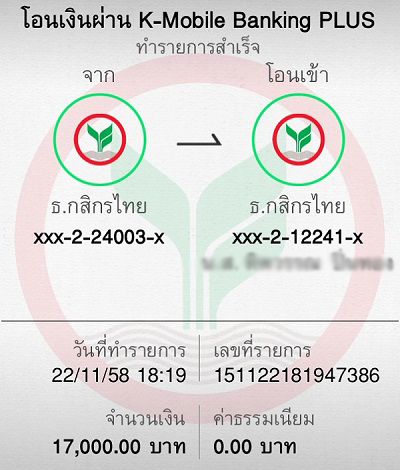 โอนเงินผ่าน K-Mobile Banking PLUS
ทำรายการสำเร็จ
จาก
โอนเข้า
ธ.กสิกรไทย
ธ.กสิกรไทย
xxx-2-24003-x
xxx-2-12241-x
น.ส.
วันที่ทำรายการ
เลขที่รายการ
22/11/58 18:19
151122181947386
จำนวนเงิน
ค่าธรรมเนียม
17,000.00 บาท
0.00 บาท